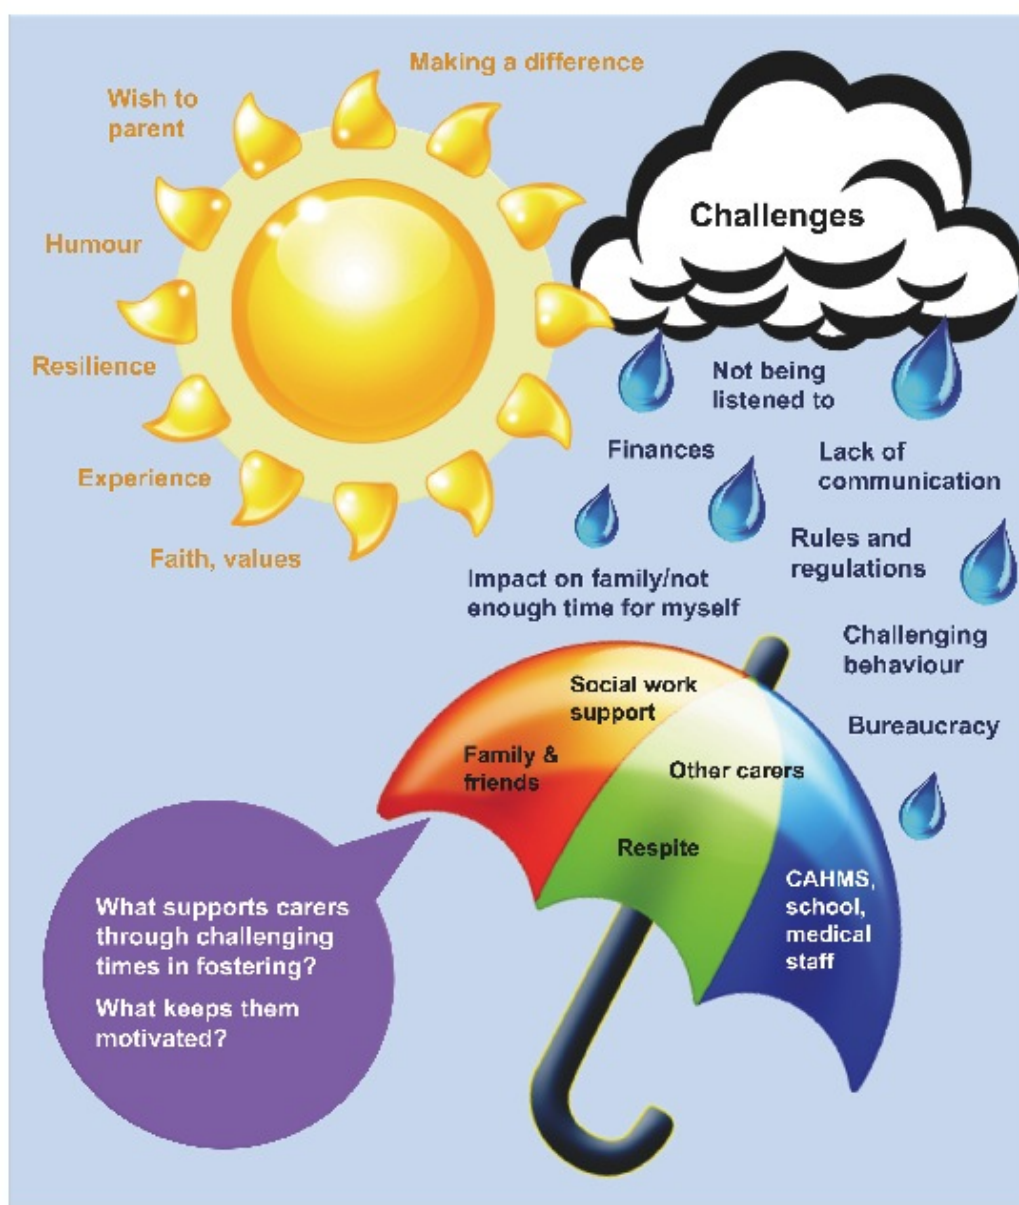 Making a difference
Wish to
parent
Humour
Resilience
Experience
Faith, values
Challenges
Not being
listened to
Finances
Lack of
communication
Rules and
regulations
Impact on family/not
enough time for myself
Challenging
behaviour
Bureaucracy
Social work
support
Family &
friends
Other carers
Respite
CAHMS,
school,
medical
staff
What supports carers
through challenging
times in fostering?
What keeps them
motivated?